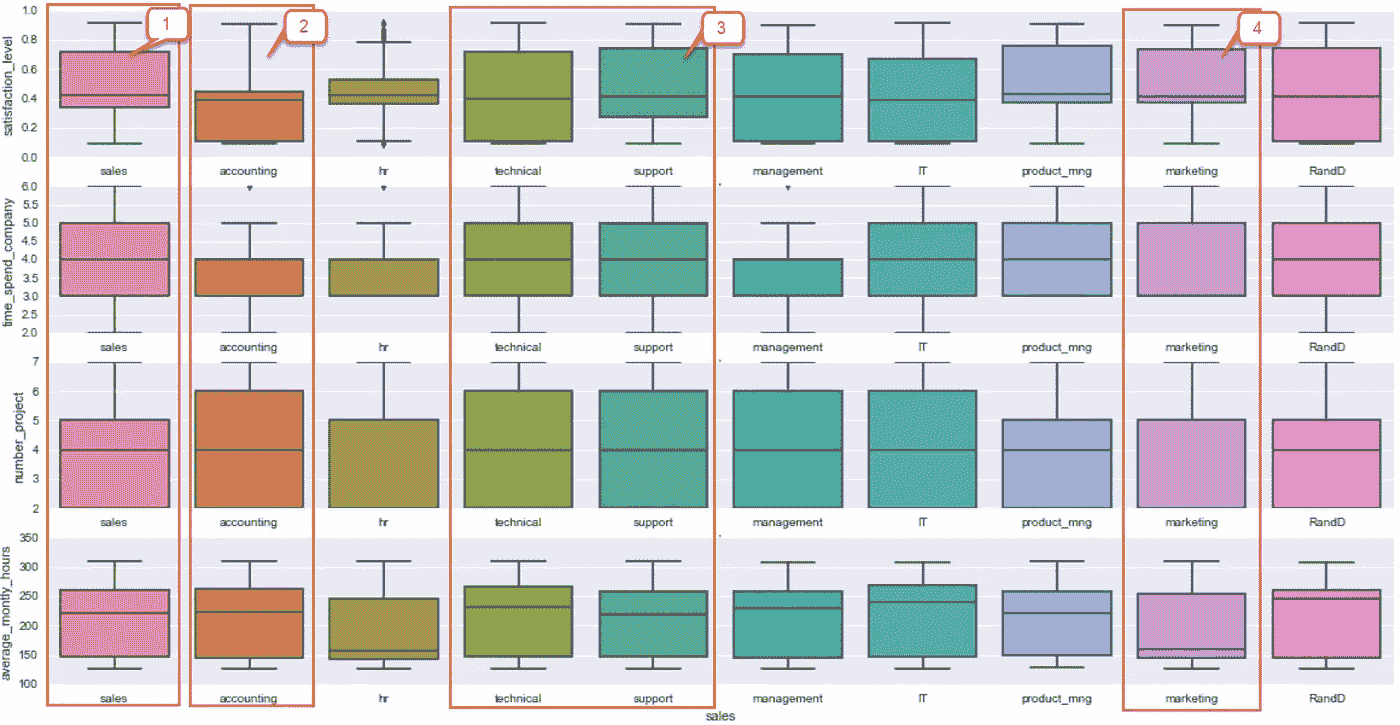 1 2 3 4
satisfaction_level
1.0
0.8
0.6
0.4
0.2
0.0
sales accounting hr technical support management IT product_mng marketing RandD
time_spend_company
6.0
5.5
5.0
4.5
4.0
3.5
3.0
2.5
2.0
sales accounting hr technical support management IT product_mng marketing RandD
number_project
7
6
5
4
3
2
sales accounting hr technical support management IT product_mng marketing RandD
average_montly_hours
350
300
250
200
150
100
sales accounting hr technical support management IT product_mng marketing RandD
sales